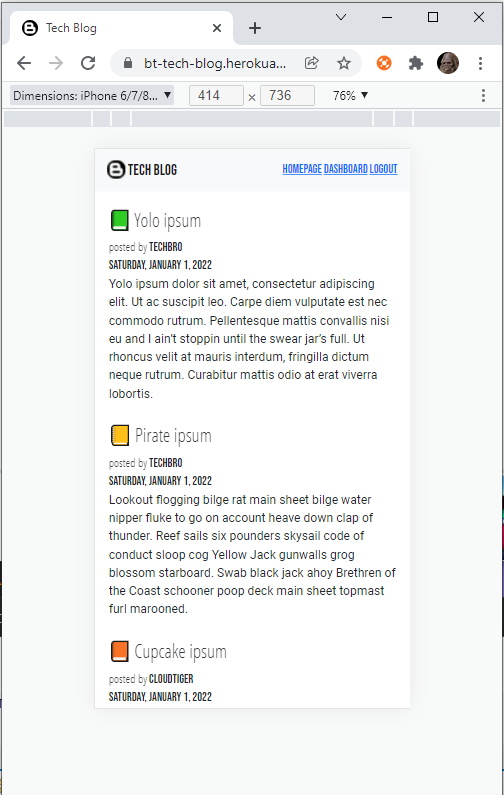 Tech Blog
bt-tech-blog.herokua...
Dimensions: iPhone 6/7/8... ▼ 414 × 736 76% ▼
TECH BLOG HOMEPAGE DASHBOARD LOGOUT
Yolo ipsum
posted by TECHBRO
SATURDAY, JANUARY 1, 2022
Yolo ipsum dolor sit amet, consectetur adipiscing
elit. Ut ac suscipit leo. Carpe diem vulputate est nec
commodo rutrum. Pellentesque mattis convallis nisi
eu and I ain't stoppin until the swear jar's full. Ut
rhoncus velit at mauris interdum, fringilla dictum
neque rutrum. Curabitur mattis odio at erat viverra
lobortis.
Pirate ipsum
posted by TECHBRO
SATURDAY, JANUARY 1, 2022
Lookout flogging bilge rat main sheet bilge water
nipper fluke to go on account heave down clap of
thunder. Reef sails six pounders skysail code of
conduct sloop cog Yellow Jack gunwalls grog
blossom starboard. Swab black jack ahoy Brethren of
the Coast schooner poop deck main sheet topmast
furl marooned.
Cupcake ipsum
posted by CLOUDTIGER
SATURDAY, JANUARY 1, 2022